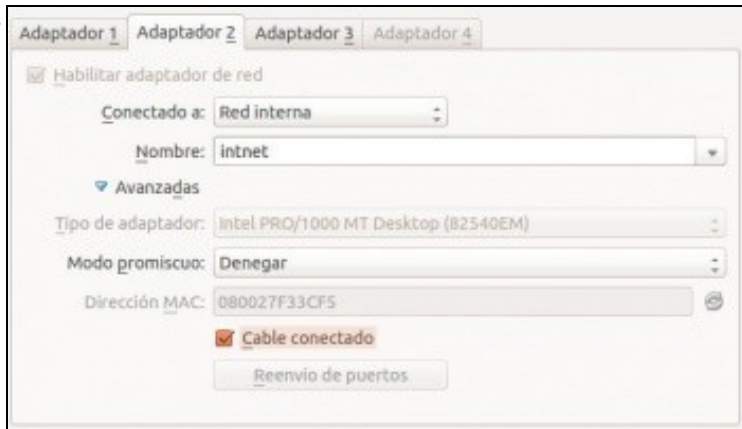 Adaptador 1 Adaptador 2 Adaptador 3 Adaptador 4
Habilitar adaptador de red
Conectado a: Red interna
Nombre: intnet
Avanzadas
Tipo de adaptador: Intel PRO/1000 MT Desktop (82540EM)
Modo promiscuo: Denegar
Dirección MAC: 080027F33CF5
Cable conectado
Reenvio de puertos